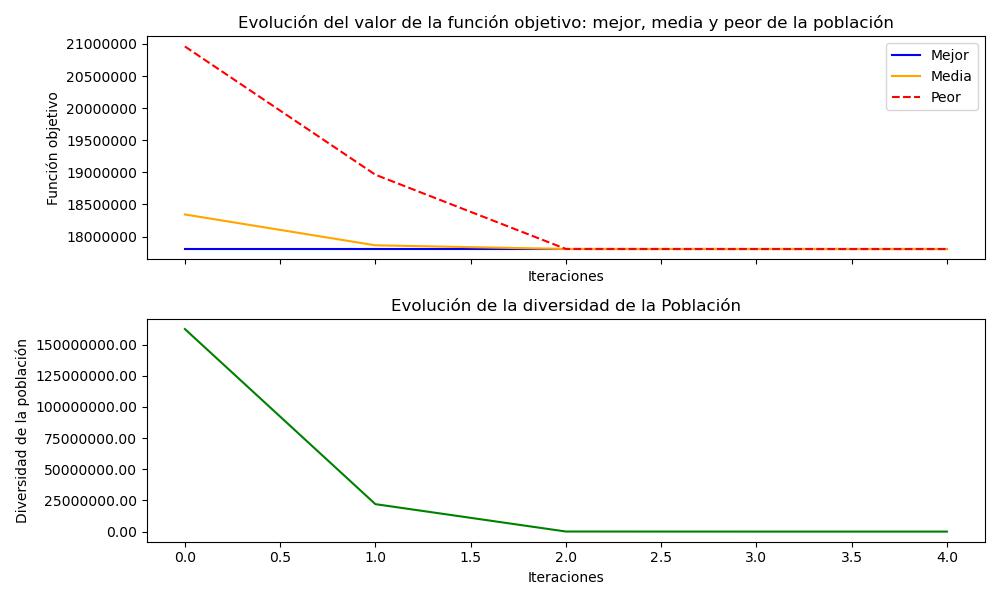 Evolución del valor de la función objetivo: mejor, media y peor de la población
Función objetivo
21000000
20500000
20000000
19500000
19000000
18500000
18000000
Mejor
Media
Peor
Iteraciones
Evolución de la diversidad de la Población
Diversidad de la población
150000000.00
125000000.00
100000000.00
75000000.00
50000000.00
25000000.00
0.00
0.0 0.5 1.0 1.5 2.0 2.5 3.0 3.5 4.0
Iteraciones